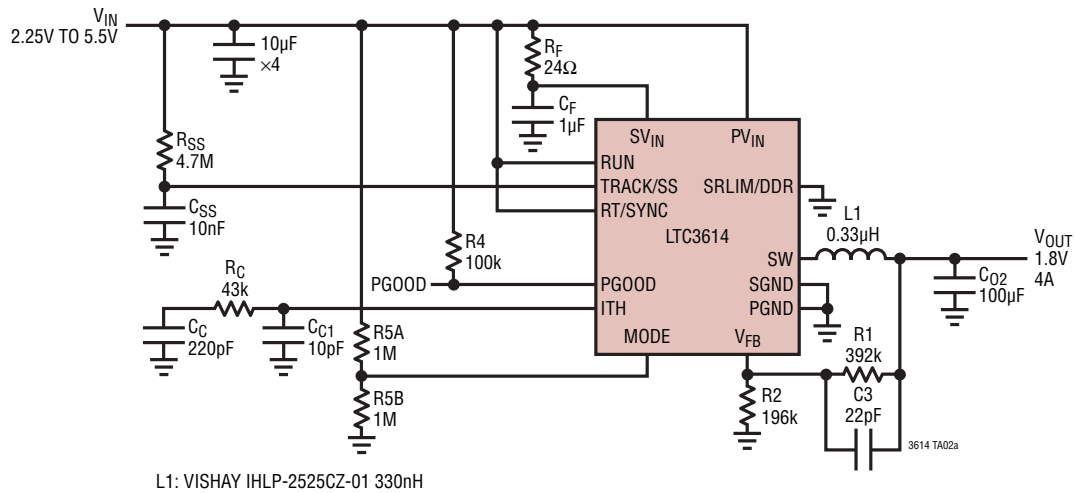 VIN
2.25V TO 5.5V
10µF
×4
RF
24Ω
CF
1µF
RSS
4.7M
CSS
10nF
RC
43k
CC
220pF
CC1
10pF
R4
100k
PGOOD
R5A
1M
R5B
1M
SVIN
PVIN
RUN
TRACK/SS
RT/SYNC
PGOOD
ITH
MODE
LTC3614
SRLIM/DDR
SW
SGND
PGND
VFB
L1
0.33µH
VOUT
1.8V
4A
CO2
100µF
R1
392k
C3
22pF
R2
196k
3614 TA02a
L1: VISHAY IHLP-2525CZ-01 330nH